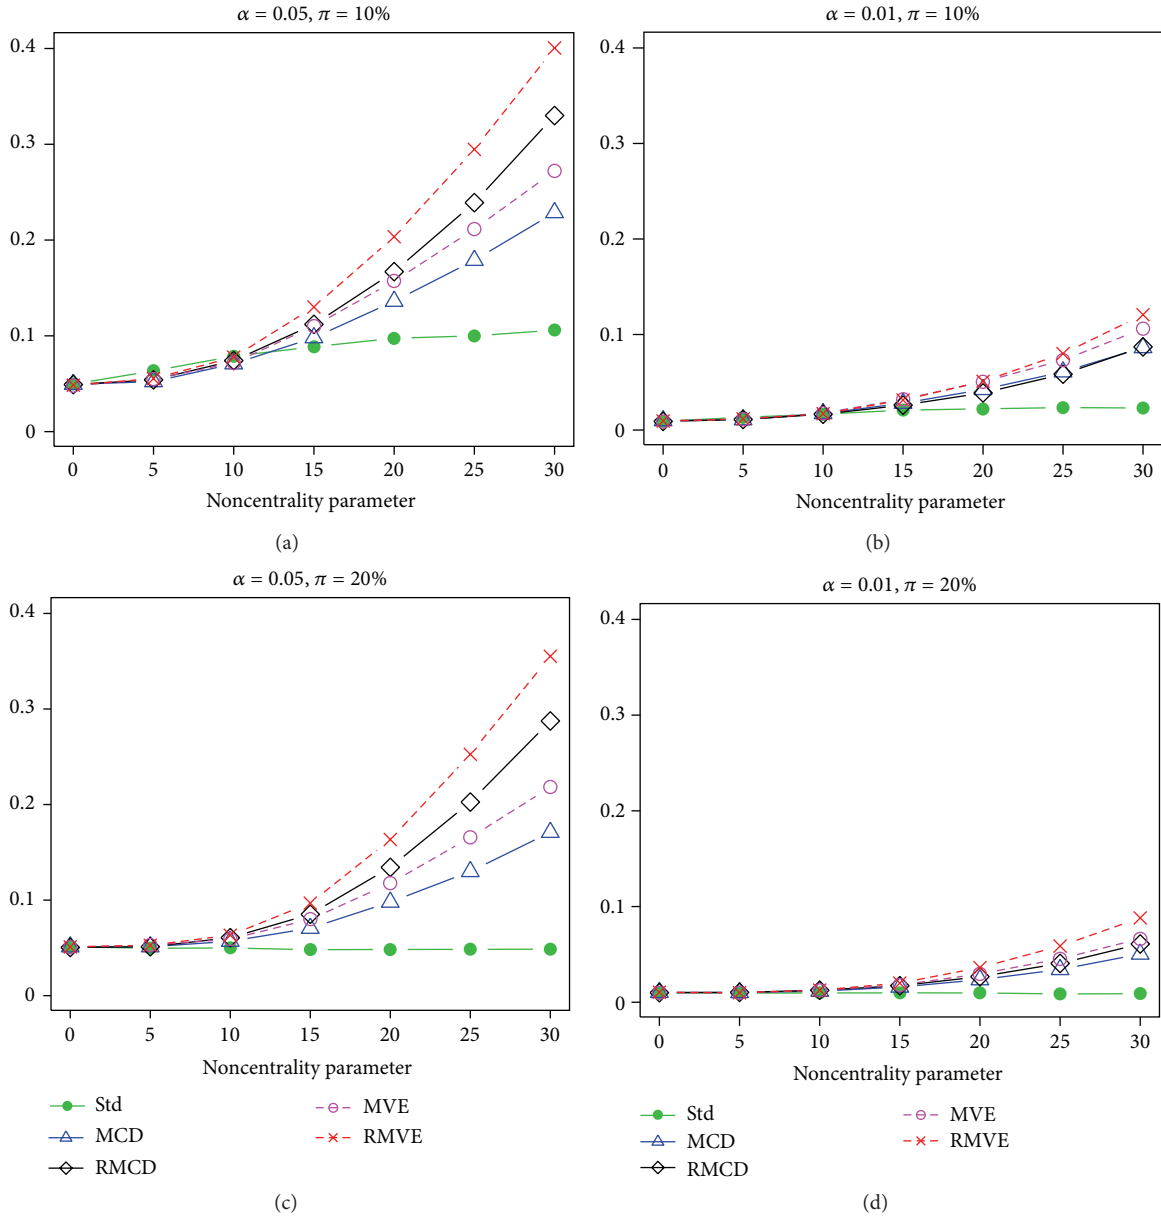 α = 0.05, π = 10%
0.4
0.3
0.2
0.1
0
0 5 10 15 20 25 30
Noncentrality parameter
(a)
α = 0.01, π = 10%
0.4
0.3
0.2
0.1
0
0 5 10 15 20 25 30
Noncentrality parameter
(b)
α = 0.05, π = 20%
0.4
0.3
0.2
0.1
0
0 5 10 15 20 25 30
Noncentrality parameter
Std
MCD
RMCD
MVE
RMVE
(c)
α = 0.01, π = 20%
0.4
0.3
0.2
0.1
0
0 5 10 15 20 25 30
Noncentrality parameter
Std
MCD
RMCD
MVE
RMVE
(d)